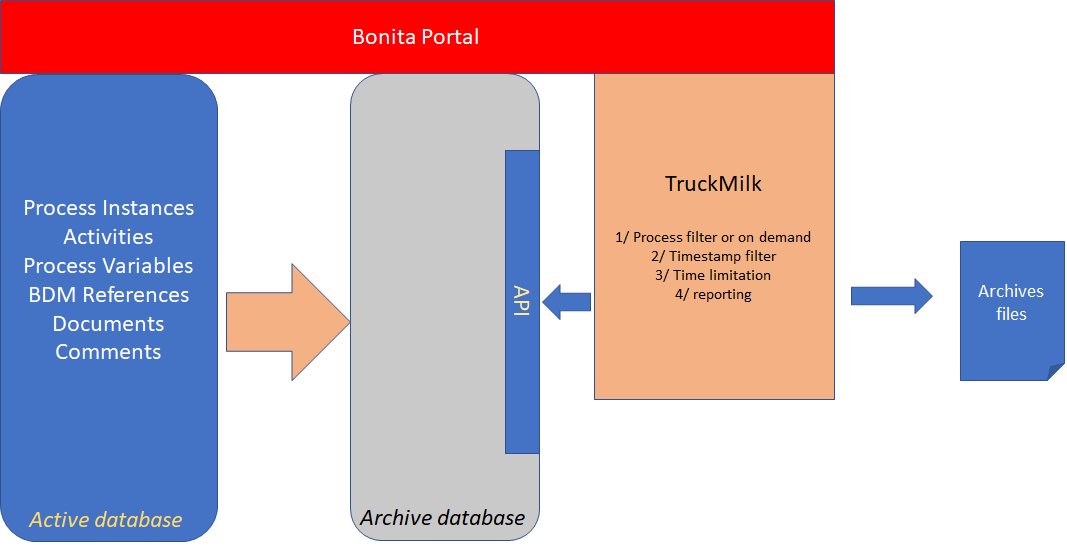 Bonita Portal
Process Instances
Activities
Process Variables
BDM References
Documents
Comments
Active database
Archive database
API
TruckMilk
1/ Process filter or on demand
2/ Timestamp filter
3/ Time limitation
4/ reporting
Archives
files